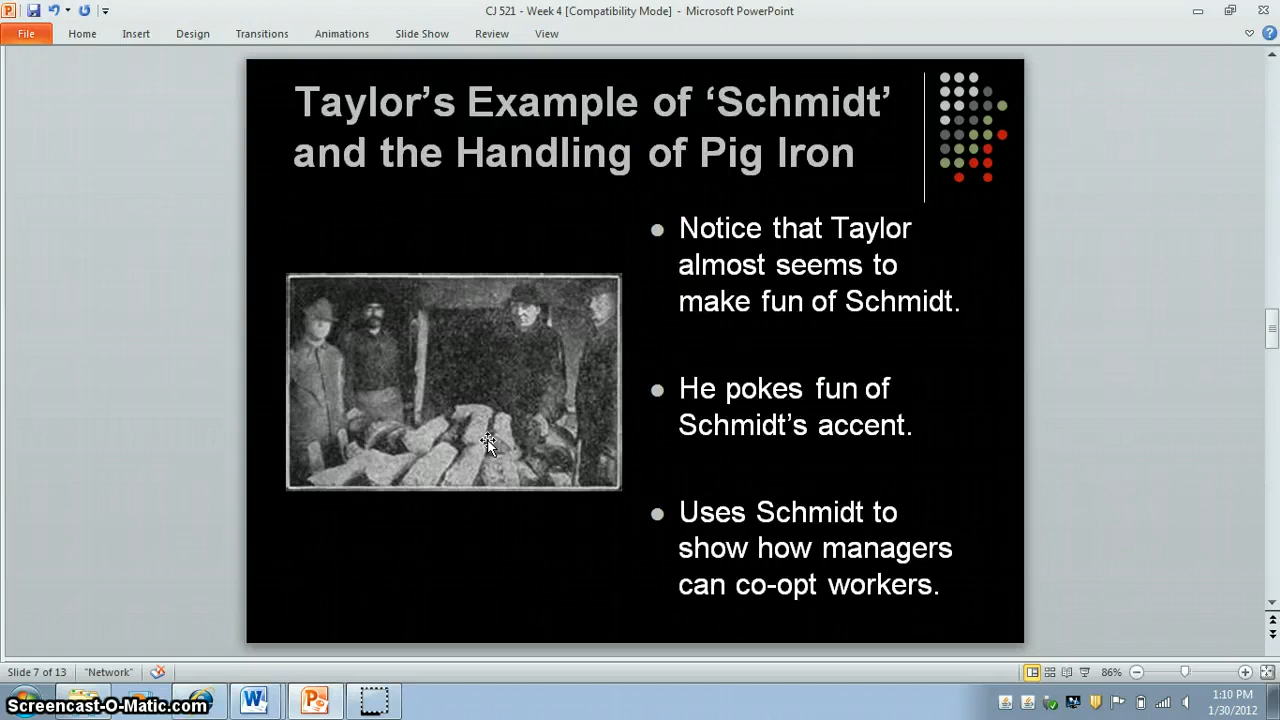 CJ 521 - Week 4 [Compatibility Mode] - Microsoft PowerPoint
File Home Insert Design Transitions Animations Slide Show Review View
Taylor’s Example of ‘Schmidt’
and the Handling of Pig Iron
Notice that Taylor
almost seems to
make fun of Schmidt.
He pokes fun of
Schmidt’s accent.
Uses Schmidt to
show how managers
can co-opt workers.
Slide 7 of 13 "Network" 86%
Screencast-O-Matic.com
1:10 PM
1/30/2012